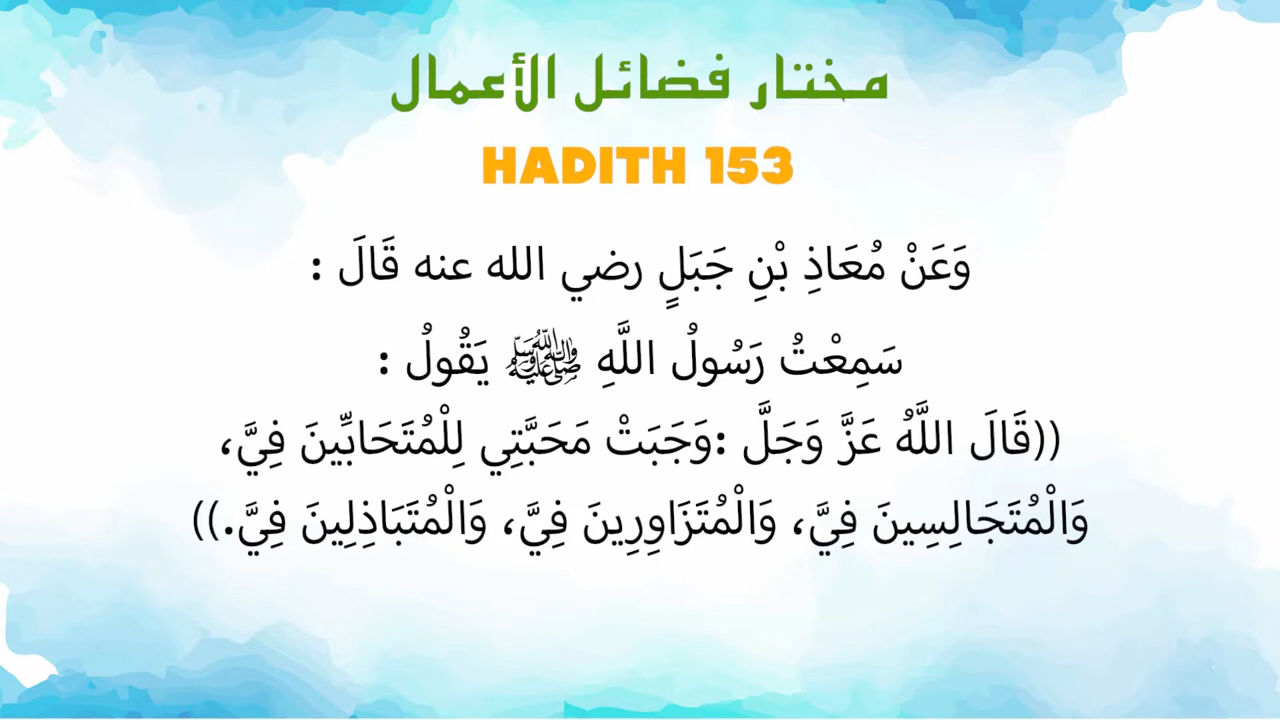 مختار فضائل الأعمال
HADITH 153
وَعَنْ مُعَاذِ بْنِ جَبَلٍ رضي الله عنه قَالَ :
سَمِعْتُ رَسُولُ اللَّهِ ﷺ يَقُولُ :
((قَالَ اللَّهُ عَزَّ وَجَلَّ :وَجَبَتْ مَحَبَّتِي لِلْمُتَحَابِّينَ فِيَّ،
وَالْمُتَجَالِسِينَ فِيَّ، وَالْمُتَزَاوِرِينَ فِيَّ، وَالْمُتَبَاذِلِينَ فِيَّ.))